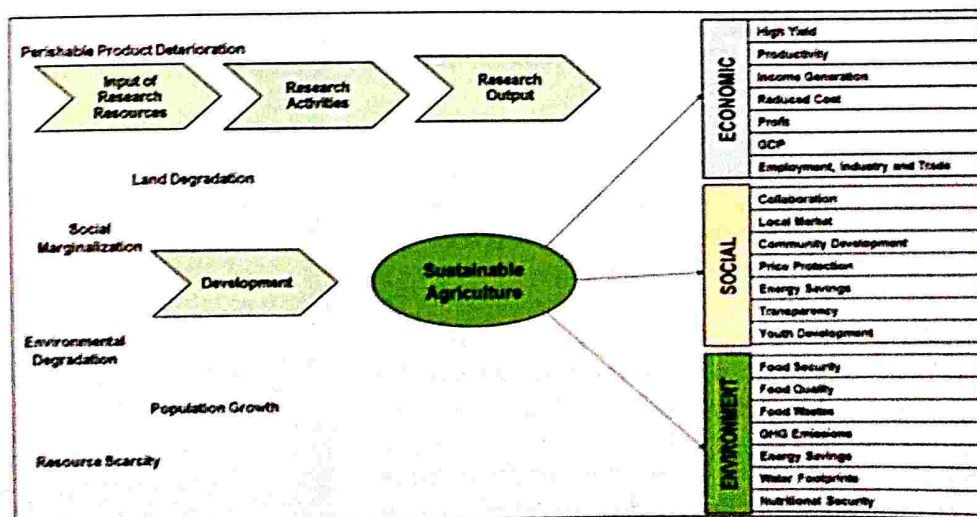 Perishable Product Deterioration
Input of
Research
Resources
Research
Activities
Research
Output
Land Degradation
Social
Marginalization
Development
Environmental
Degradation
Population Growth
Resource Scarcity
Sustainable
Agriculture
ECONOMIC
High Yield
Productivity
Income Generation
Reduced Cost
Profit
GCP
Employment, Industry and Trade
SOCIAL
Collaboration
Local Market
Community Development
Price Protection
Energy Savings
Transparency
Youth Development
ENVIRONMENT
Food Security
Food Quality
Food Wastes
GHG Emissions
Energy Savings
Water Footprints
Nutritional Security